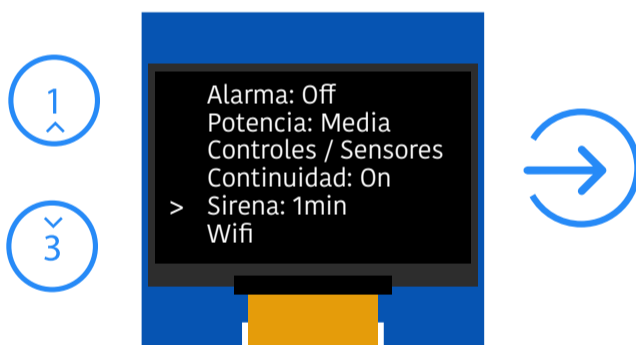 1
3
Alarma: Off
Potencia: Media
Controles / Sensores
Continuidad: On
> Sirena: 1min
Wifi